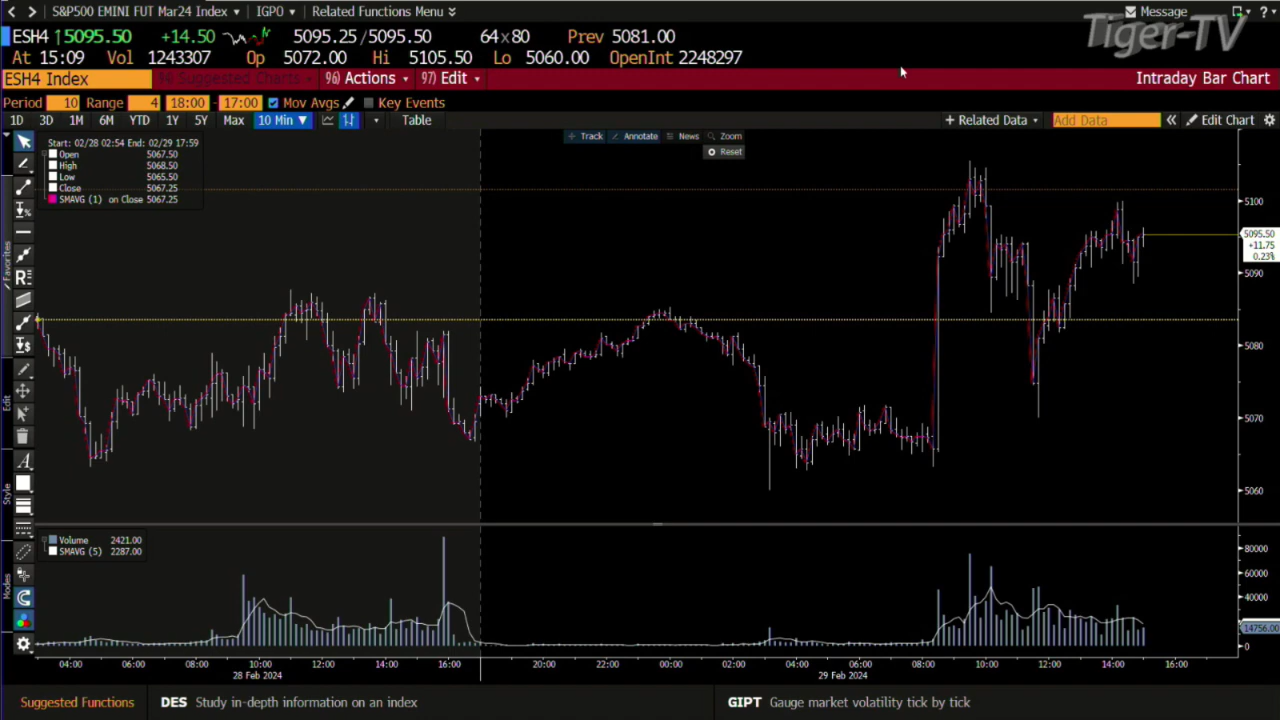 S&P500 EMINI FUT Mar24 Index IGPO Related Functions Menu Message ?
Tiger-TV
ESH4 5095.50 +14.50 5095.25/5095.50 64×80 Prev 5081.00
At 15:09 Vol 1243307 Op 5072.00 Hi 5105.50 Lo 5060.00 OpenInt 2248297
ESH4 Index 94) Suggested Charts 96) Actions 97) Edit Intraday Bar Chart
Period 10 Range 4 18:00 - 17:00 Mov Avgs Key Events
1D 3D 1M 6M YTD 1Y 5Y Max 10 Min Table + Related Data Add Data Edit Chart
Track Annotate News Zoom
Reset
Start: 02/28 02:54 End: 02/29 17:59
Open 5067.50
High 5068.50
Low 5065.50
Close 5067.25
SMAVG (1) on Close 5067.25
Favorites
Edit
Style
Modes
5100
5095.50
+11.75
0.23%
5090
5080
5070
5060
Volume 2421.00
SMAVG (5) 2287.00
80000
60000
40000
14756.00
0
04:00 06:00 08:00 10:00 12:00 14:00 16:00 20:00 22:00 00:00 02:00 04:00 06:00 08:00 10:00 12:00 14:00 16:00
28 Feb 2024 29 Feb 2024
Suggested Functions DES Study in-depth information on an index GIPT Gauge market volatility tick by tick